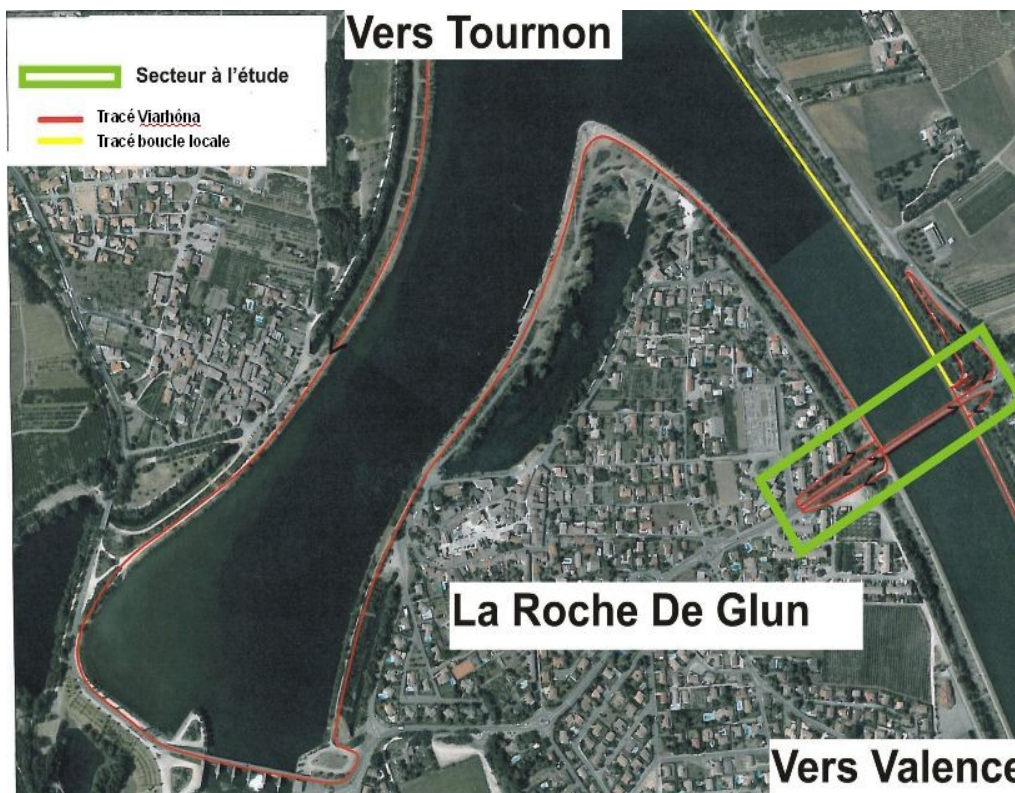 Vers Tournon
Secteur à l'étude
Tracé Viarhôna
Tracé boucle locale
La Roche De Glun
Vers Valence